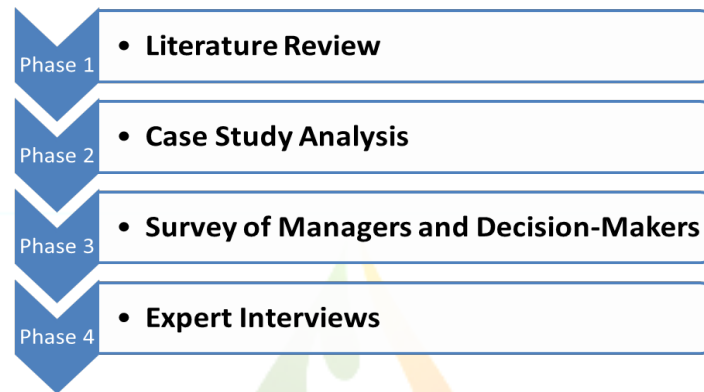 Phase 1
• Literature Review
Phase 2
• Case Study Analysis
Phase 3
• Survey of Managers and Decision-Makers
Phase 4
• Expert Interviews